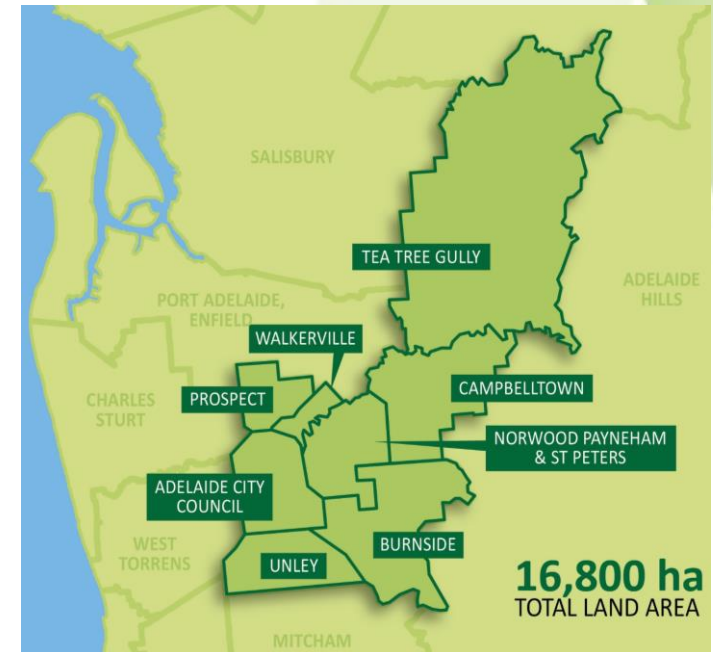 SALISBURY
TEA TREE GULLY
ADELAIDE
HILLS
PORT ADELAIDE,
ENFIELD
WALKERVILLE
PROSPECT
CAMPBELLTOWN
CHARLES
STURT
NORWOOD PAYNEHAM
& ST PETERS
ADELAIDE CITY
COUNCIL
WEST
TORRENS
BURNSIDE
UNLEY
16,800 ha
TOTAL LAND AREA
MITCHAM